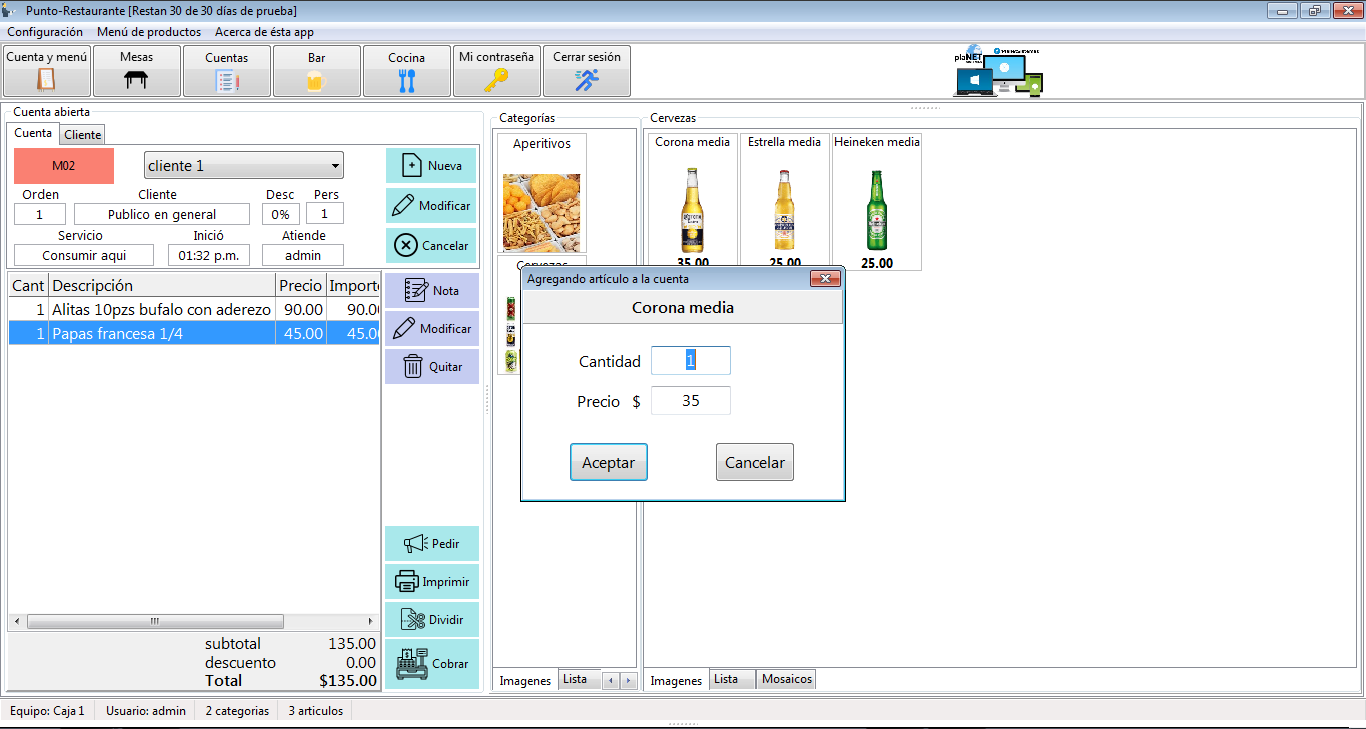 Punto-Restaurante [Restan 30 de 30 días de prueba]
Configuración Menú de productos Acerca de ésta app
Cuenta y menú Mesas Cuentas Bar Cocina Mi contraseña Cerrar sesión
plaNET
Cuenta abierta
Cuenta Cliente
M02 cliente 1
Orden Cliente Desc Pers
1 Publico en general 0% 1
Servicio Inició Atiende
Consumir aqui 01:32 p.m. admin
Nueva
Modificar
Cancelar
Cant Descripción Precio Importe
1 Alitas 10pzs bufalo con aderezo 90.00 90.00
1 Papas francesa 1/4 45.00 45.00
Nota
Modificar
Quitar
Pedir
Imprimir
Dividir
Cobrar
subtotal 135.00
descuento 0.00
Total $135.00
Categorías
Aperitivos
Cervezas
Imagenes Lista
Cervezas
Corona media Estrella media Heineken media
35.00 25.00 25.00
Agregando artículo a la cuenta
Corona media
Cantidad 1
Precio $ 35
Aceptar Cancelar
Imagenes Lista Mosaicos
Equipo: Caja 1 Usuario: admin 2 categorias 3 articulos